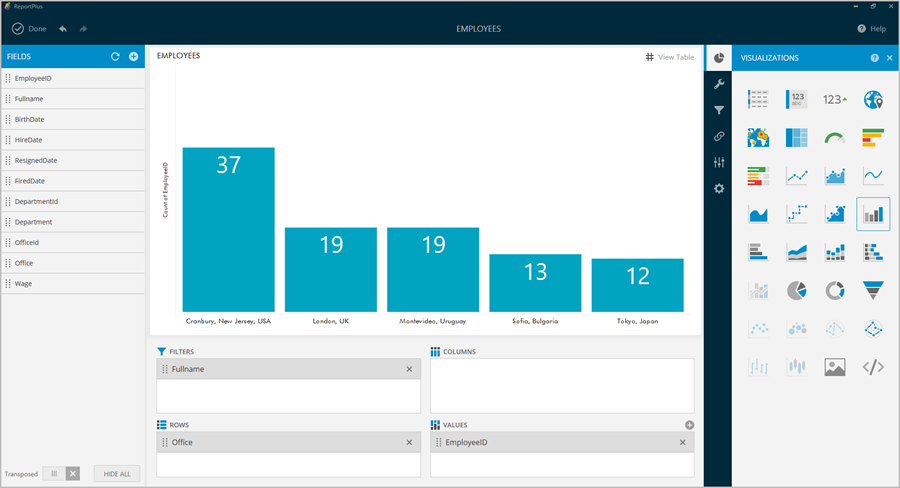 ReportPlus
Done
EMPLOYEES
Help
FIELDS
EmployeeID
Fullname
BirthDate
HireDate
ResignedDate
FiredDate
DepartmentId
Department
OfficeId
Office
Wage
Transposed
HIDE ALL
EMPLOYEES
View Table
Count of EmployeeID
37
19
19
13
12
Cranbury, New Jersey, USA
London, UK
Montevideo, Uruguay
Sofia, Bulgaria
Tokyo, Japan
FILTERS
Fullname
COLUMNS
ROWS
Office
VALUES
EmployeeID
VISUALIZATIONS
123
abc
123